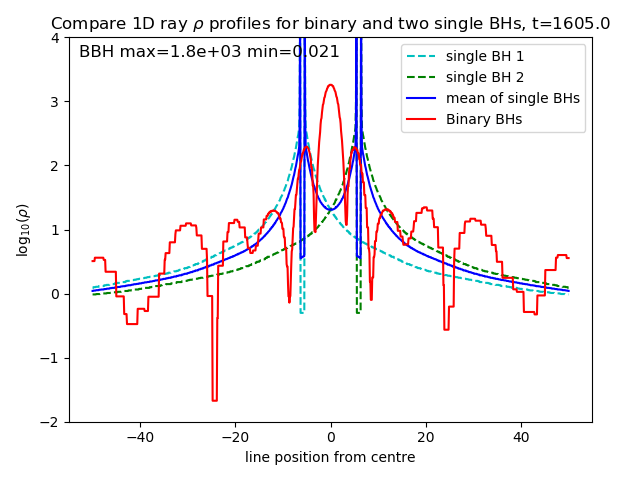 Compare 1D ray ρ profiles for binary and two single BHs, t=1605.0
BBH max=1.8e+03 min=0.021
single BH 1
single BH 2
mean of single BHs
Binary BHs
log₁₀(ρ)
4
3
2
1
0
−1
−2
−40 −20 0 20 40
line position from centre